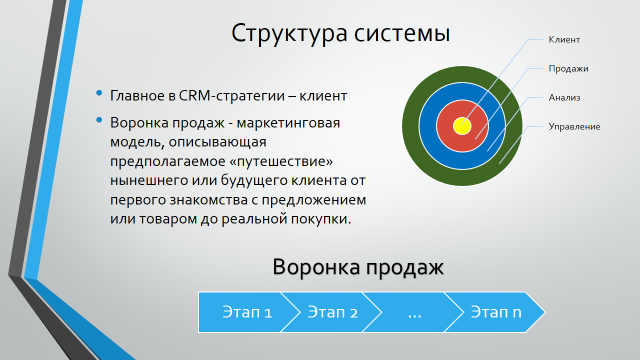 Структура системы
Главное в CRM-стратегии – клиент
Воронка продаж - маркетинговая
модель, описывающая
предполагаемое «путешествие»
нынешнего или будущего клиента от
первого знакомства с предложением
или товаром до реальной покупки.
Клиент
Продажи
Анализ
Управление
Воронка продаж
Этап 1
Этап 2
...
Этап n